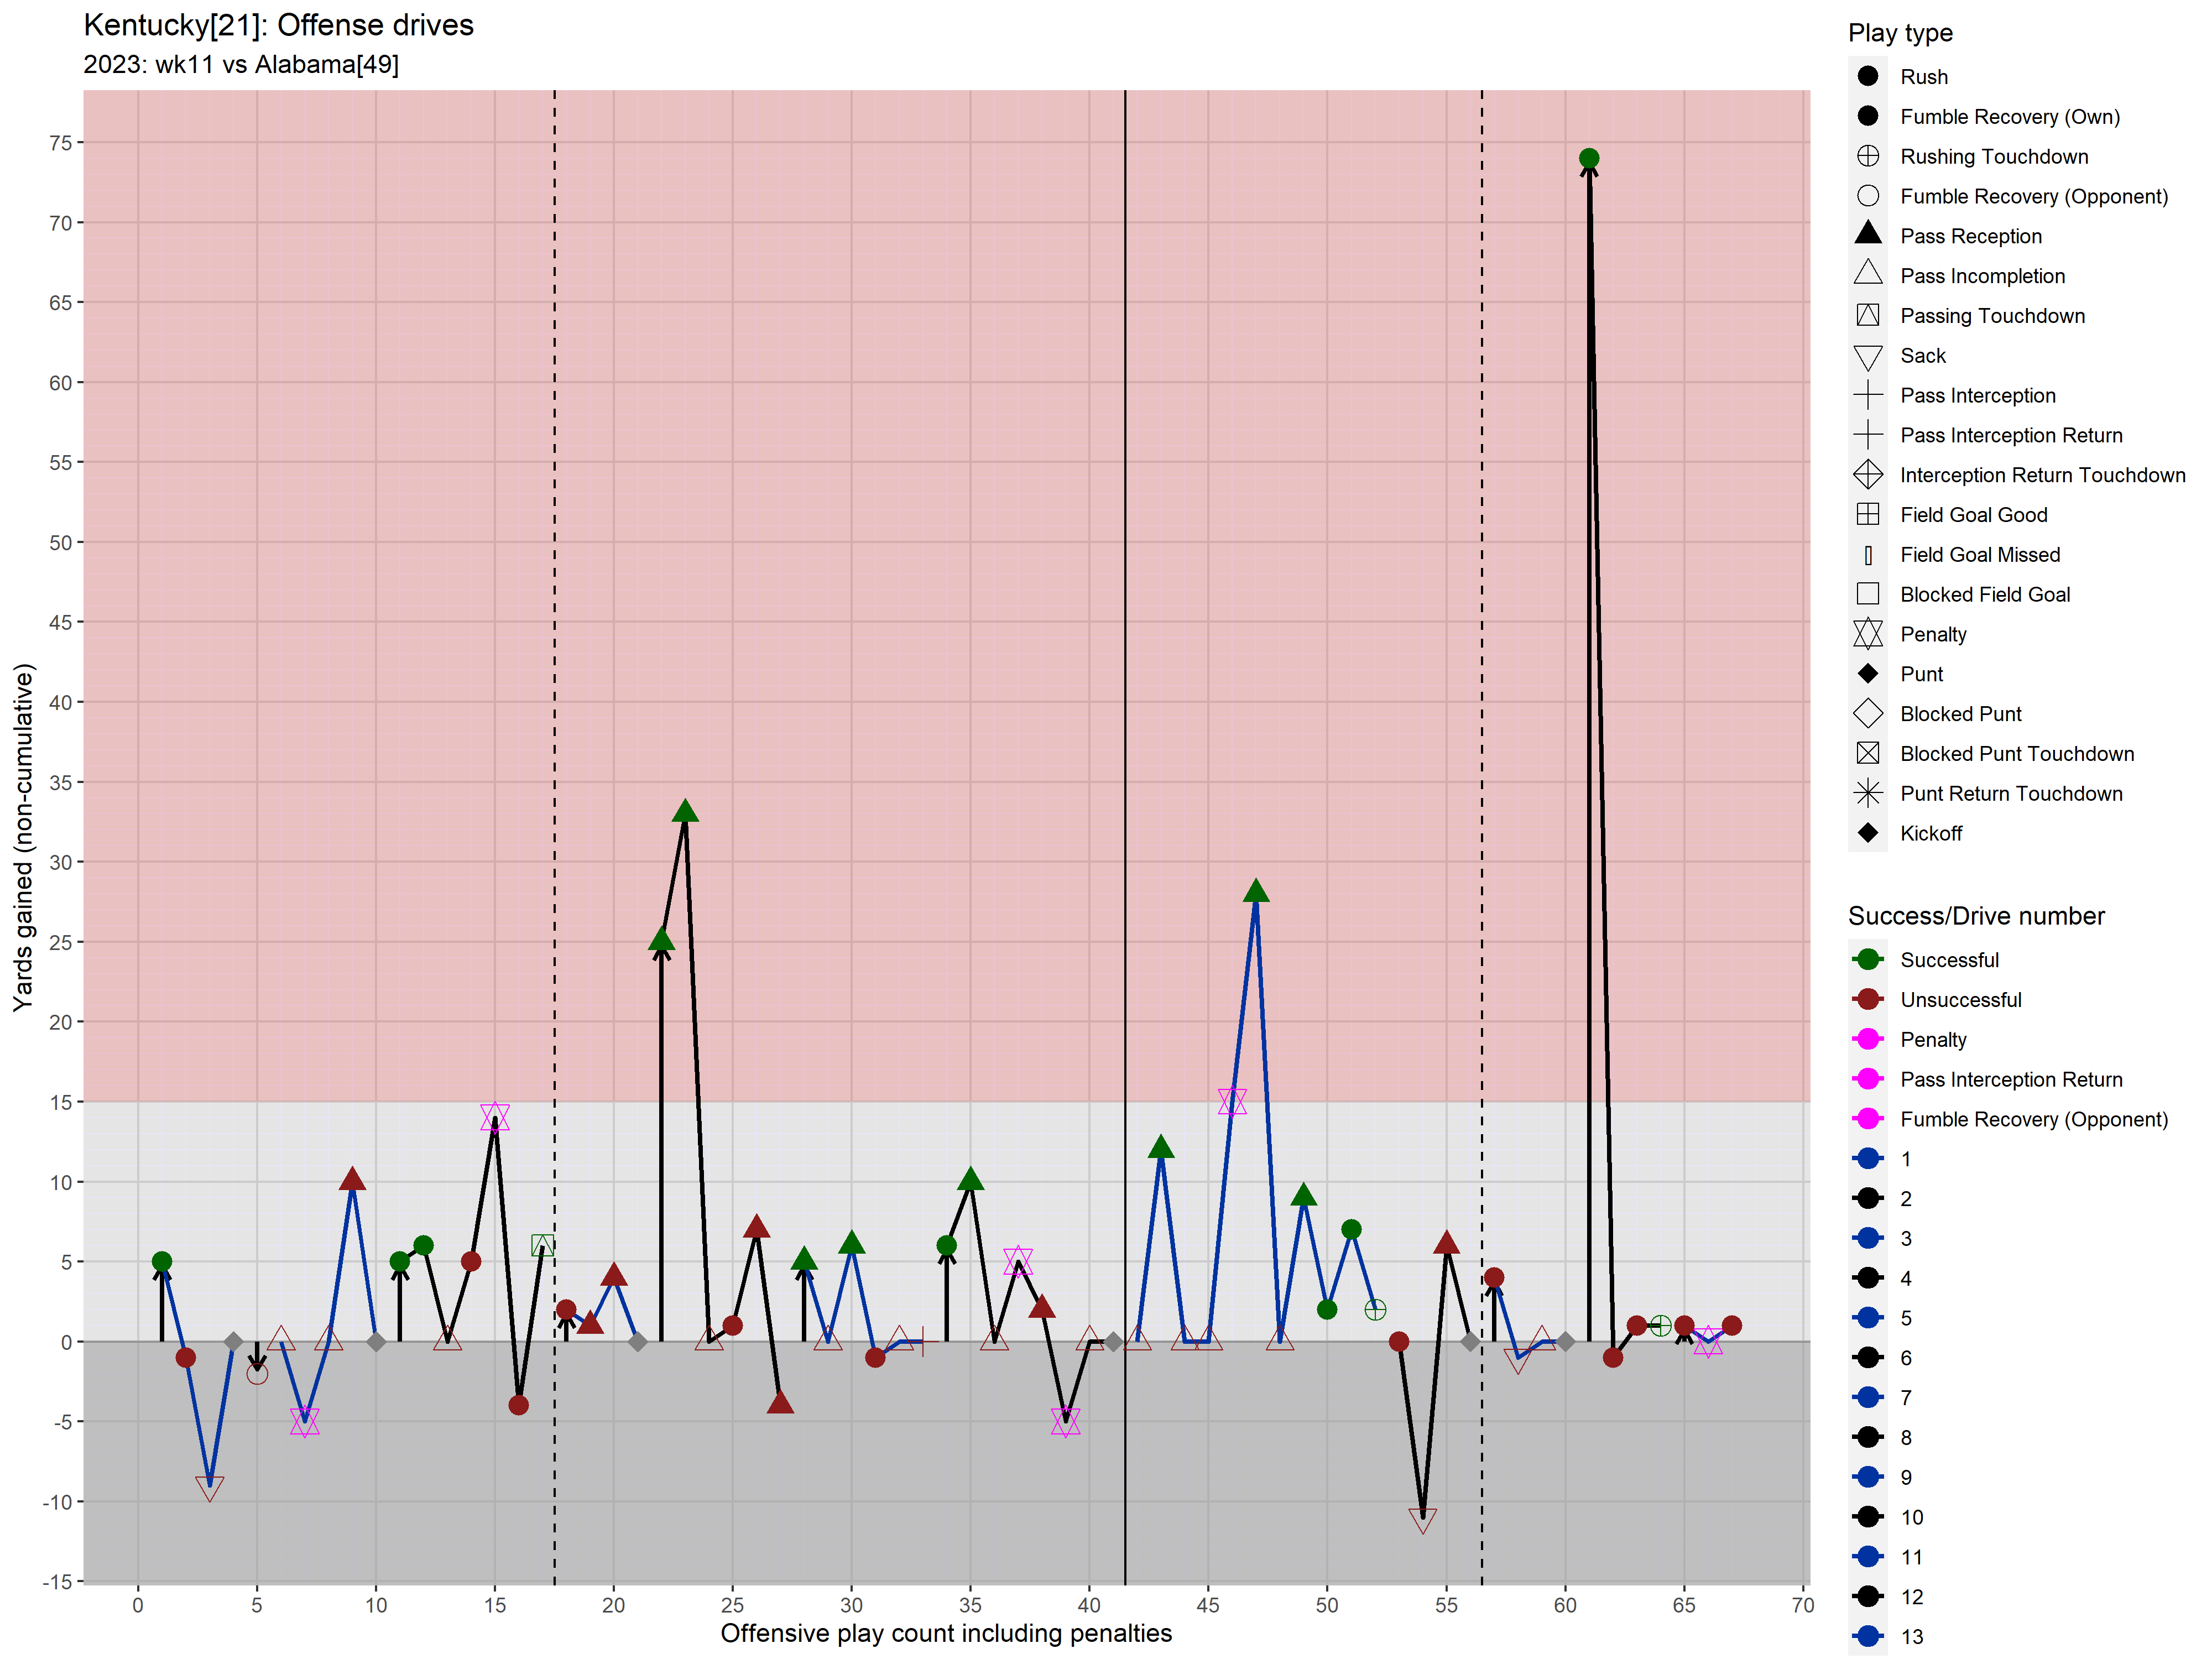 Kentucky[21]: Offense drives
2023: wk11 vs Alabama[49]
Yards gained (non-cumulative)
75
70
65
60
55
50
45
40
35
30
25
20
15
10
5
0
-5
-10
-15
0 5 10 15 20 25 30 35 40 45 50 55 60 65 70
Offensive play count including penalties
Play type
Rush
Fumble Recovery (Own)
Rushing Touchdown
Fumble Recovery (Opponent)
Pass Reception
Pass Incompletion
Passing Touchdown
Sack
Pass Interception
Pass Interception Return
Interception Return Touchdown
Field Goal Good
Field Goal Missed
Blocked Field Goal
Penalty
Punt
Blocked Punt
Blocked Punt Touchdown
Punt Return Touchdown
Kickoff
Success/Drive number
Successful
Unsuccessful
Penalty
Pass Interception Return
Fumble Recovery (Opponent)
1
2
3
4
5
6
7
8
9
10
11
12
13